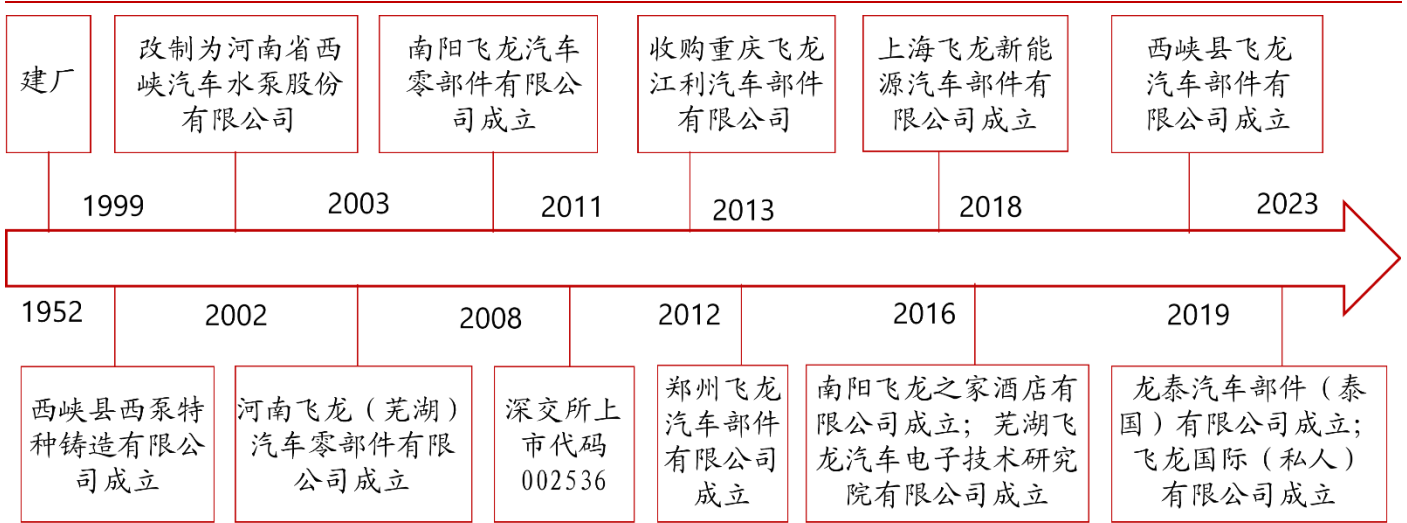 建厂
改制为河南省西
峡汽车水泵股份
有限公司
南阳飞龙汽车
零部件有限公
司成立
收购重庆飞龙
江利汽车部件
有限公司
上海飞龙新能
源汽车部件有
限公司成立
西峡县飞龙
汽车部件有
限公司成立
1999
2003
2011
2013
2018
2023
1952
2002
2008
2012
2016
2019
西峡县西泵特
种铸造有限公
司成立
河南飞龙（芜湖）
汽车零部件有限
公司成立
深交所上
市代码
002536
郑州飞龙
汽车部件
有限公司
成立
南阳飞龙之家酒店有
限公司成立；芜湖飞
龙汽车电子技术研究
院有限公司成立
龙泰汽车部件（泰
国）有限公司成立；
飞龙国际（私人）
有限公司成立